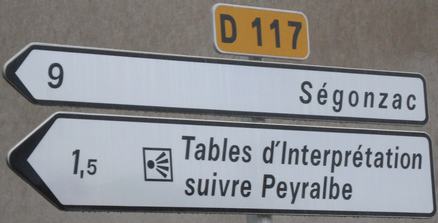 D 117
9 Ségonzac
1,5 Tables d'Interprétation
suivre Peyralbe